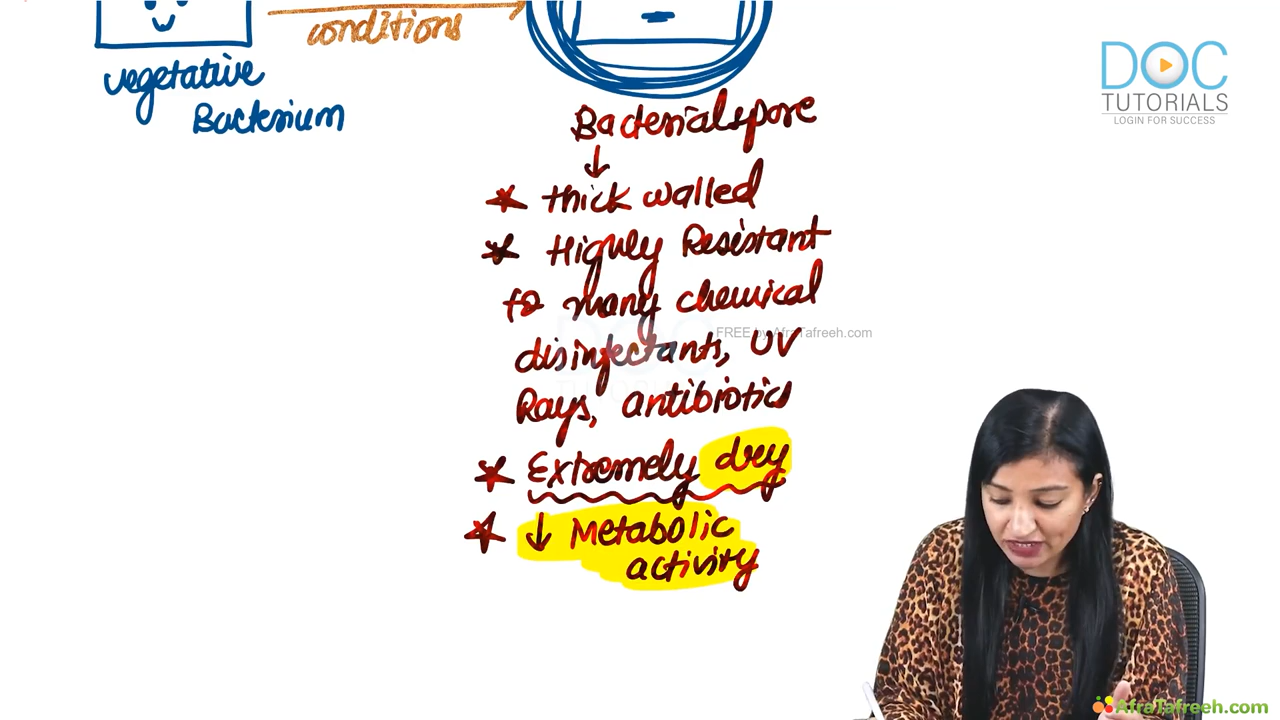 conditions
vegetative
Bacterium
DOC
TUTORIALS
LOGIN FOR SUCCESS
Bacterial spore
↓
* thick walled
* Highly Resistant
to many chemical
FREE by AfraTafreeh.com
disinfectants, UV
Rays, antibiotics
* Extremely dry
* ↓ Metabolic
activity
AfraTafreeh.com